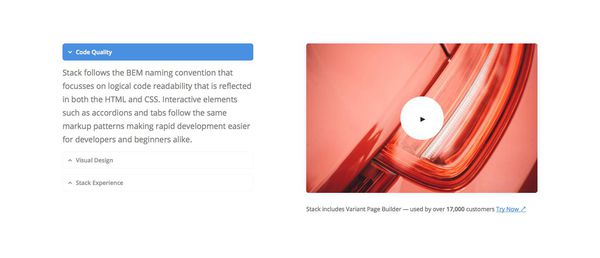 Code Quality
Stack follows the BEM naming convention that
focusses on logical code readability that is reflected
in both the HTML and CSS. Interactive elements
such as accordions and tabs follow the same
markup patterns making rapid development easier
for developers and beginners alike.
Visual Design
Stack Experience
Stack includes Variant Page Builder — used by over 17,000 customers Try Now ↗